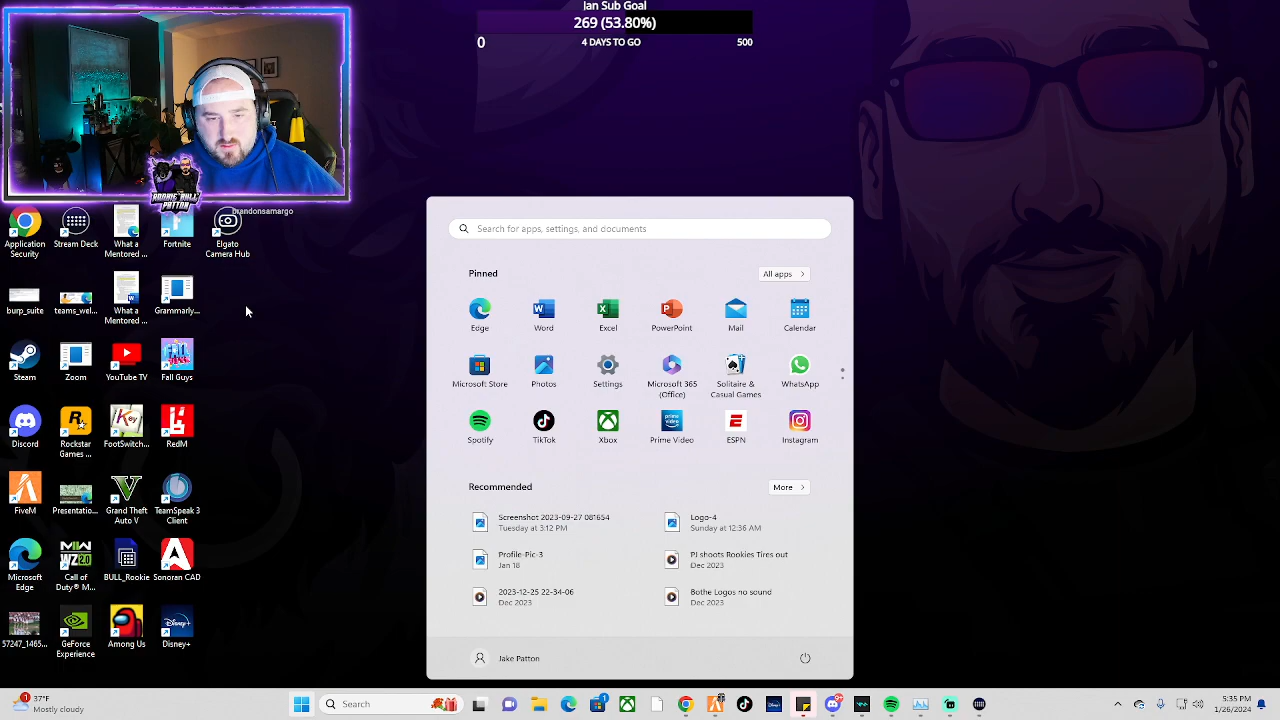 Jan Sub Goal
269 (53.80%)
0
4 DAYS TO GO
500
ROOKIE BULL
PATTON
brandonsamargo
Application
Security
Stream Deck
What a
Mentored ...
Fortnite
Elgato
Camera Hub
burp_suite
teams_wel...
What a
Mentored ...
Grammarly...
Steam
Zoom
YouTube TV
Fall Guys
Discord
Rockstar
Games ...
FootSwitch...
RedM
FiveM
Presentatio...
Grand Theft
Auto V
TeamSpeak 3
Client
Microsoft
Edge
Call of
Duty® M...
BULL_Rookie
Sonoran CAD
57247_1465...
GeForce
Experience
Among Us
Disney+
Search for apps, settings, and documents
Pinned
All apps
Edge
Word
Excel
PowerPoint
Mail
Calendar
Microsoft Store
Photos
Settings
Microsoft 365
(Office)
Solitaire &
Casual Games
WhatsApp
Spotify
TikTok
Xbox
Prime Video
ESPN
Instagram
Recommended
More
Screenshot 2023-09-27 081654
Tuesday at 3:12 PM
Logo-4
Sunday at 12:36 AM
Profile-Pic-3
Jan 18
PJ shoots Rookies Tires out
Dec 2023
2023-12-25 22-34-06
Dec 2023
Bothe Logos no sound
Dec 2023
Jake Patton
1
37°F
Mostly cloudy
Search
5:35 PM
1/26/2024